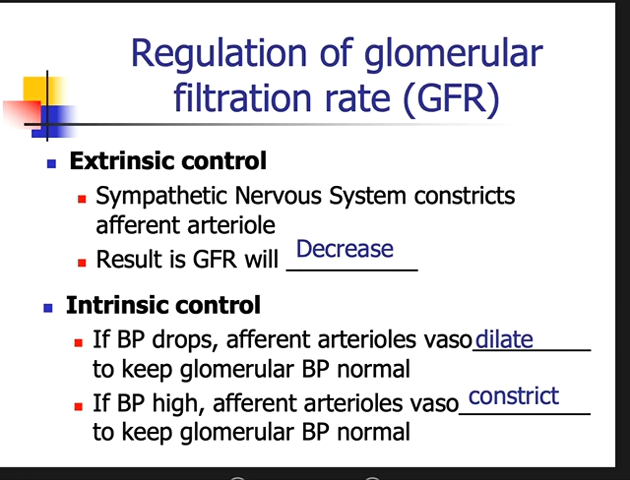 Regulation of glomerular
filtration rate (GFR)
Extrinsic control
Sympathetic Nervous System constricts
afferent arteriole
Result is GFR will Decrease
Intrinsic control
If BP drops, afferent arterioles vasodilate
to keep glomerular BP normal
If BP high, afferent arterioles vasoconstrict
to keep glomerular BP normal